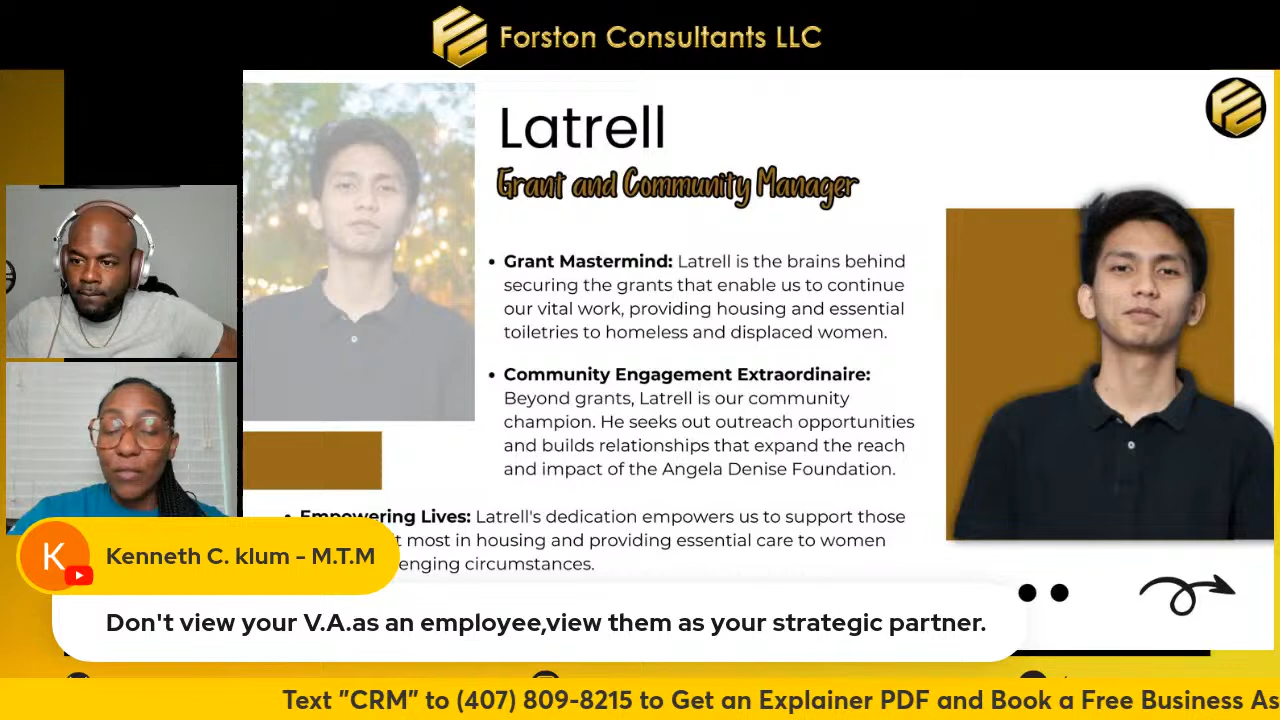 Forston Consultants LLC
Latrell
Grant and Community Manager
• Grant Mastermind: Latrell is the brains behind
securing the grants that enable us to continue
our vital work, providing housing and essential
toiletries to homeless and displaced women.
• Community Engagement Extraordinaire:
Beyond grants, Latrell is our community
champion. He seeks out outreach opportunities
and builds relationships that expand the reach
and impact of the Angela Denise Foundation.
• Empowering Lives: Latrell's dedication empowers us to support those
most in housing and providing essential care to women
circumstances.
K
Kenneth C. klum - M.T.M
Don't view your V.A.as an employee,view them as your strategic partner.
Text "CRM" to (407) 809-8215 to Get an Explainer PDF and Book a Free Business As